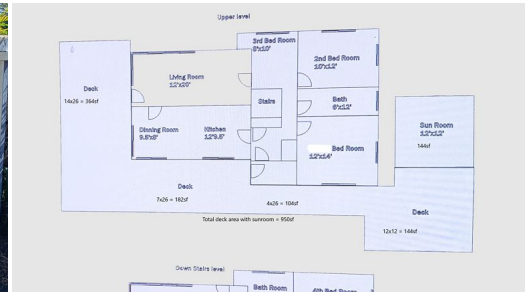 Upper level
3rd Bed Room
8'x10'
2nd Bed Room
10'x12'
Living Room
12'x20'
Deck
14x26 = 364sf
Stairs
Bath
6'x12'
Sun Room
12'x12'
144sf
Dinning Room
9.5'x9'
Kitchen
12'9.5'
Bed Room
12'x14'
Deck
7x26 = 182sf
4x26 = 104sf
Deck
12x12 = 144sf
Total deck area with sunroom = 950sf
Down Stairs level
Bath Room
4th Bed Room